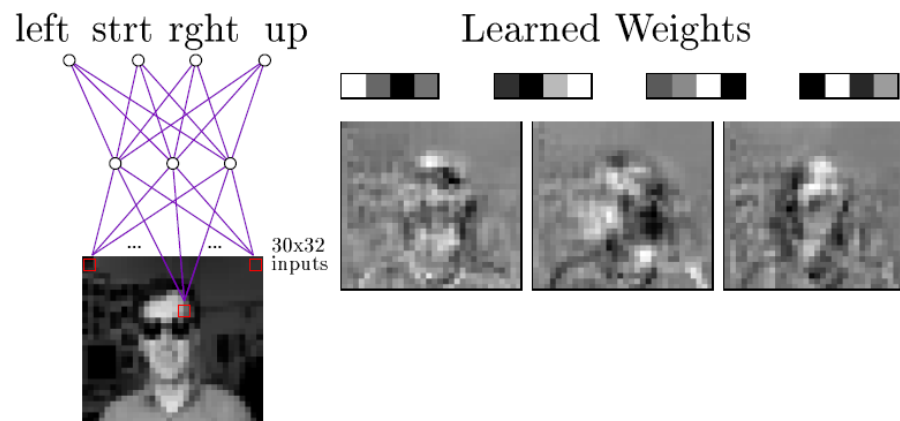 left strt rght up
Learned Weights
... ...
30x32
inputs